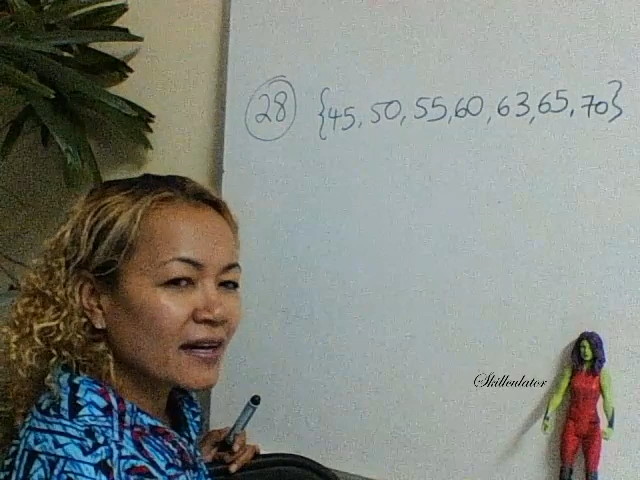 28 {45, 50, 55, 60, 63, 65, 70}
Skillculator